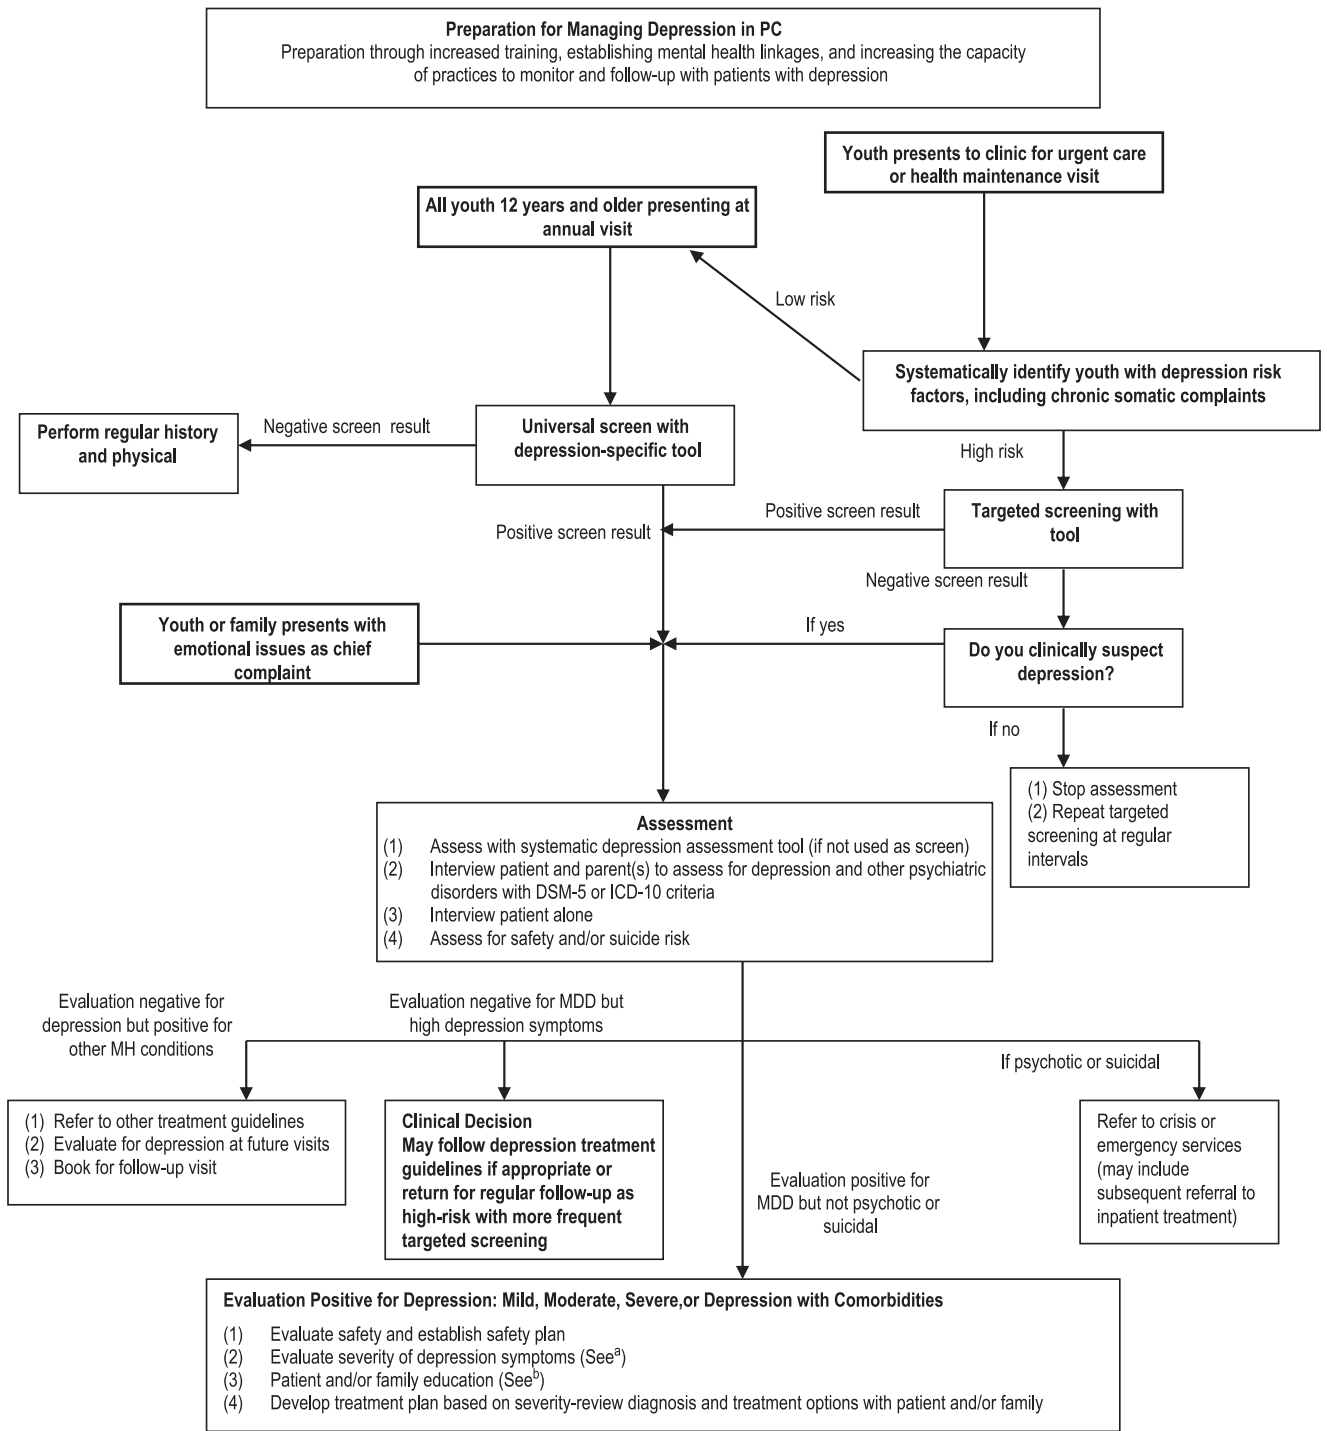 Preparation for Managing Depression in PC
Preparation through increased training, establishing mental health linkages, and increasing the capacity
of practices to monitor and follow-up with patients with depression
Youth presents to clinic for urgent care
or health maintenance visit
All youth 12 years and older presenting at
annual visit
Low risk
Systematically identify youth with depression risk
factors, including chronic somatic complaints
Perform regular history
and physical
Negative screen result
Universal screen with
depression-specific tool
High risk
Positive screen result
Positive screen result
Targeted screening with
tool
Negative screen result
Youth or family presents with
emotional issues as chief
complaint
If yes
Do you clinically suspect
depression?
If no
(1) Stop assessment
(2) Repeat targeted
screening at regular
intervals
Assessment
(1) Assess with systematic depression assessment tool (if not used as screen)
(2) Interview patient and parent(s) to assess for depression and other psychiatric
disorders with DSM-5 or ICD-10 criteria
(3) Interview patient alone
(4) Assess for safety and/or suicide risk
Evaluation negative for
depression but positive for
other MH conditions
Evaluation negative for MDD but
high depression symptoms
If psychotic or suicidal
(1) Refer to other treatment guidelines
(2) Evaluate for depression at future visits
(3) Book for follow-up visit
Clinical Decision
May follow depression treatment
guidelines if appropriate or
return for regular follow-up as
high-risk with more frequent
targeted screening
Evaluation positive for
MDD but not psychotic or
suicidal
Refer to crisis or
emergency services
(may include
subsequent referral to
inpatient treatment)
Evaluation Positive for Depression: Mild, Moderate, Severe,or Depression with Comorbidities
(1) Evaluate safety and establish safety plan
(2) Evaluate severity of depression symptoms (See a)
(3) Patient and/or family education (See b)
(4) Develop treatment plan based on severity-review diagnosis and treatment options with patient and/or family